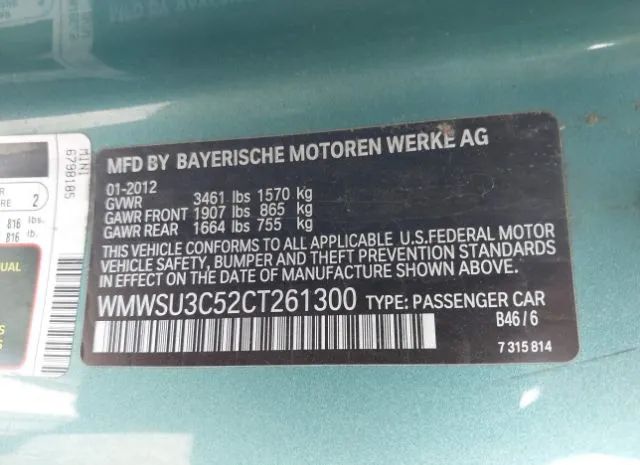 MFD BY BAYERISCHE MOTOREN WERKE AG
01-2012
GVWR 3461 lbs 1570 kg
GAWR FRONT 1907 lbs 865 kg
GAWR REAR 1664 lbs 755 kg
THIS VEHICLE CONFORMS TO ALL APPLICABLE U.S.FEDERAL MOTOR
VEHICLE SAFETY, BUMPER AND THEFT PREVENTION STANDARDS
IN EFFECT ON THE DATE OF MANUFACTURE SHOWN ABOVE.
WMWSU3C52CT261300 TYPE: PASSENGER CAR
B46/6
7 315 814
MINI
6798185
2
816 lbs.
816 lb.